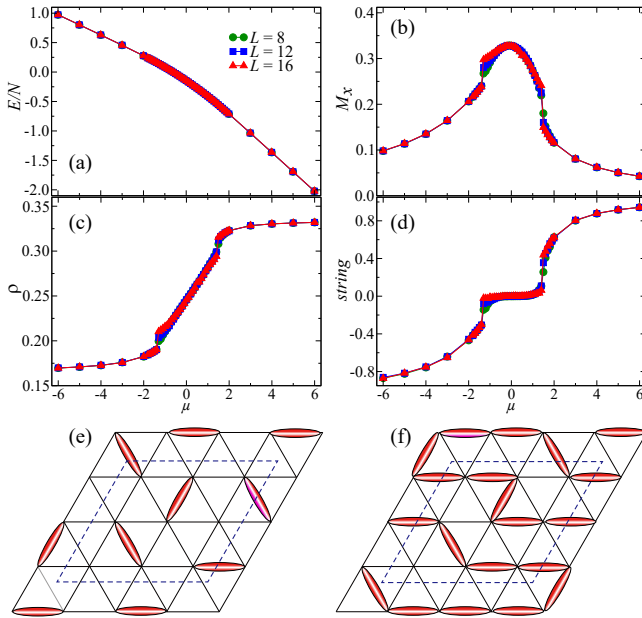 1.0
0.5
0.0
-0.5
-1.0
-1.5
-2.0
E/N
L = 8
L = 12
L = 16
(a)
0.4
0.3
0.2
0.1
0.0
Mx
(b)
0.35
0.30
0.25
0.20
0.15
ρ
(c)
-6 -4 -2 0 2 4 6
μ
0.8
0.4
0.0
-0.4
-0.8
string
(d)
-6 -4 -2 0 2 4 6
μ
(e)
(f)